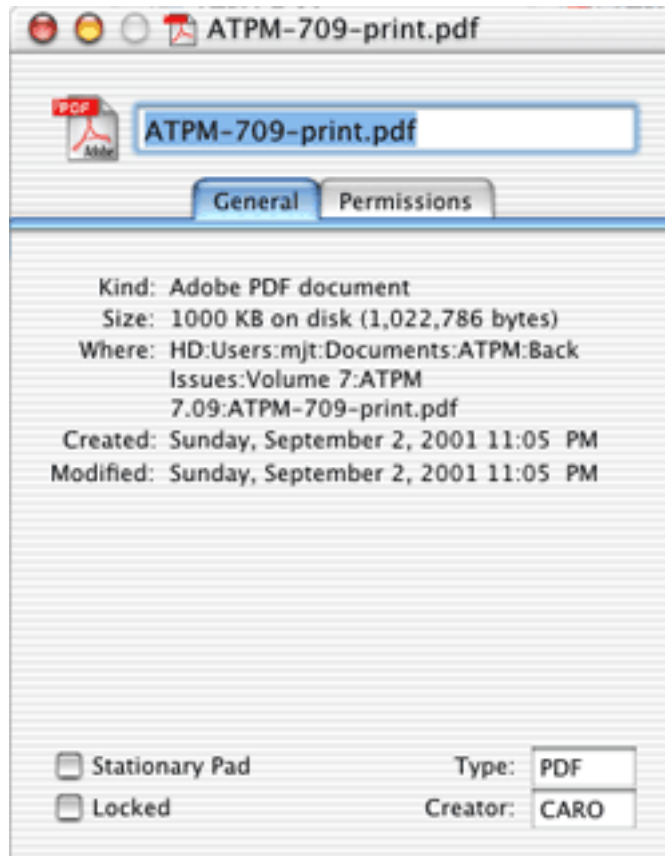 ATPM-709-print.pdf
PDF
Adobe
ATPM-709-print.pdf
General Permissions
Kind: Adobe PDF document
Size: 1000 KB on disk (1,022,786 bytes)
Where: HD:Users:mjt:Documents:ATPM:Back
Issues:Volume 7:ATPM
7.09:ATPM-709-print.pdf
Created: Sunday, September 2, 2001 11:05 PM
Modified: Sunday, September 2, 2001 11:05 PM
Stationary Pad Type: PDF
Locked Creator: CARO